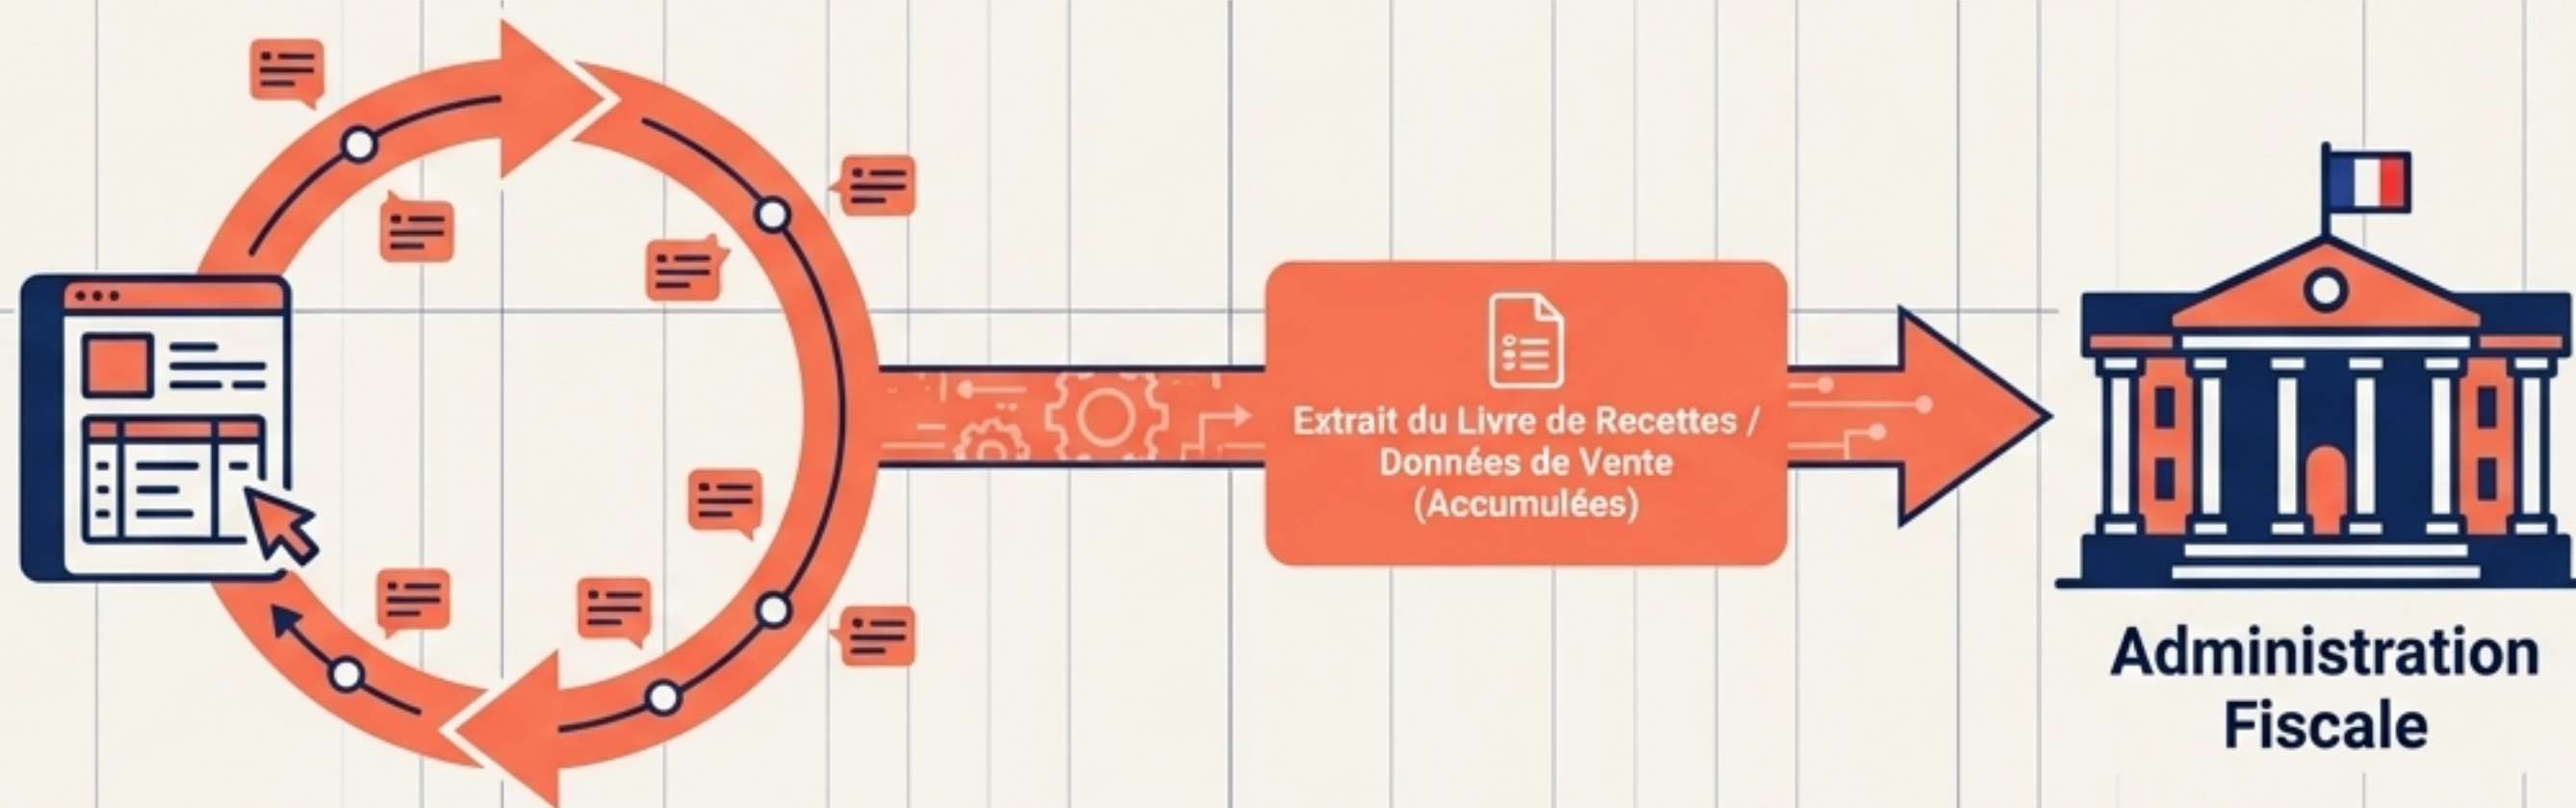 Extrait du Livre de Recettes /
Données de Vente
(Accumulées)
Administration
Fiscale